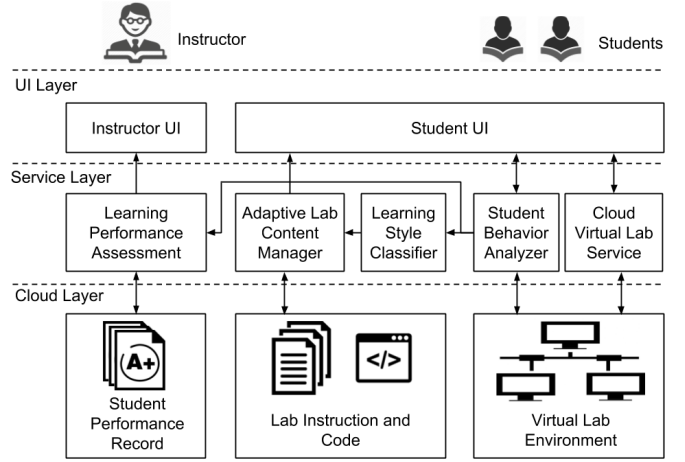 Instructor
Students
UI Layer
Instructor UI
Student UI
Service Layer
Learning
Performance
Assessment
Adaptive Lab
Content
Manager
Learning
Style
Classifier
Student
Behavior
Analyzer
Cloud
Virtual Lab
Service
Cloud Layer
A+
Student
Performance
Record
</>
Lab Instruction and
Code
Virtual Lab
Environment